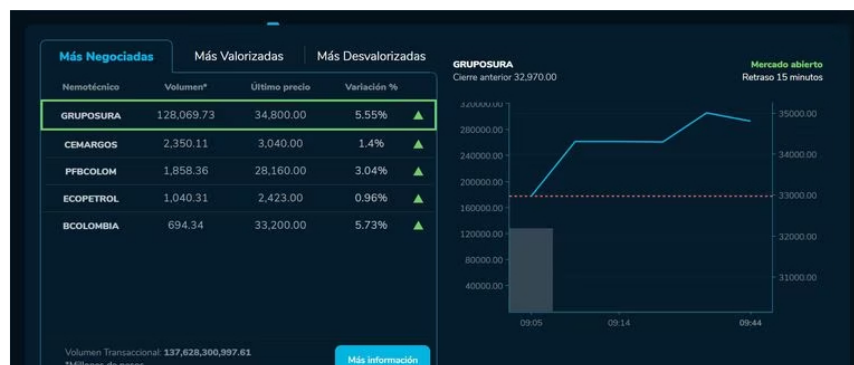 Más Negociadas Más Valorizadas Más Desvalorizadas
Nemotécnico Volumen* Último precio Variación %
GRUPOSURA 128,069.73 34,800.00 5.55%
CEMARGOS 2,350.11 3,040.00 1.4%
PFBCOLOM 1,858.36 28,160.00 3.04%
ECOPETROL 1,040.31 2,423.00 0.96%
BCOLOMBIA 694.34 33,200.00 5.73%
Volumen Transaccional: 137,628,300,997.61
*Millones de pesos
Más información
GRUPOSURA
Cierre anterior 32,970.00
Mercado abierto
Retraso 15 minutos
320000.00
280000.00
240000.00
200000.00
160000.00
120000.00
80000.00
40000.00
35000.00
34000.00
33000.00
32000.00
31000.00
09:05 09:14 09:44